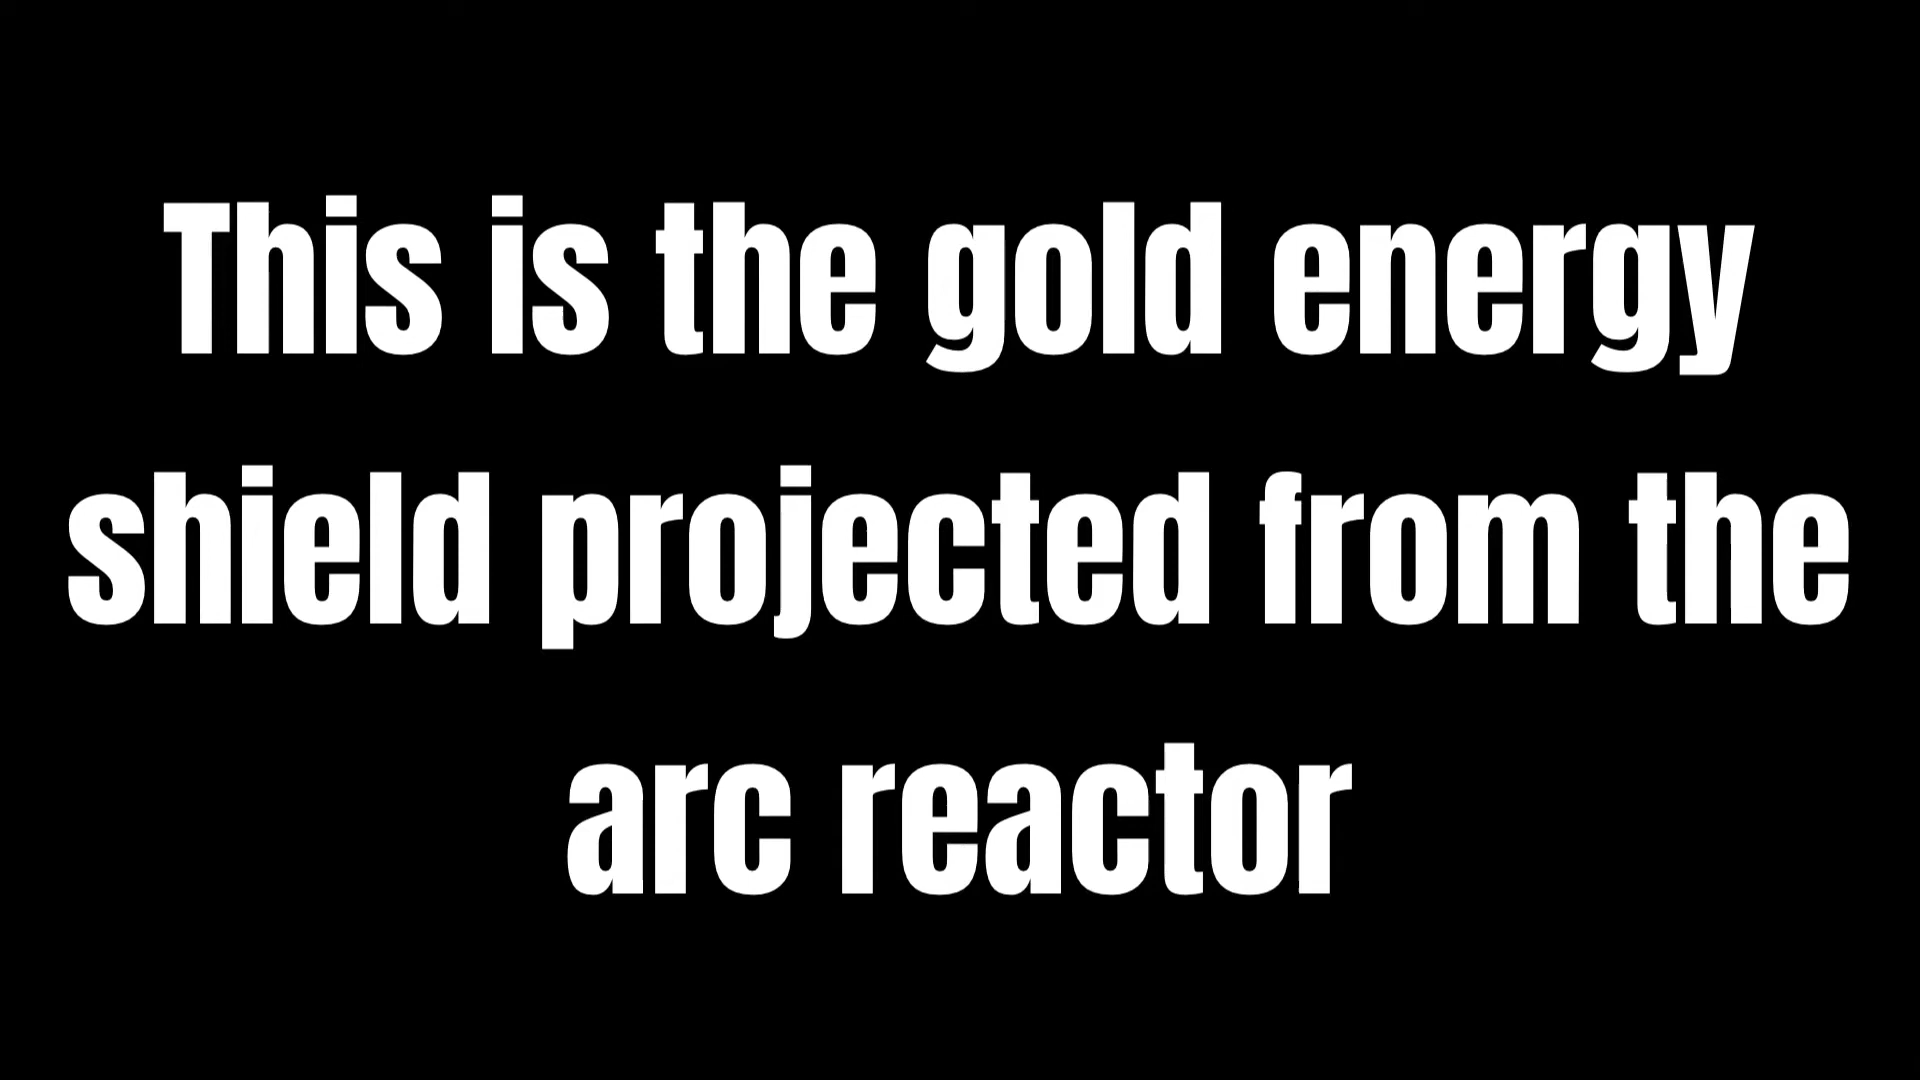 This is the gold energy
shield projected from the
arc reactor